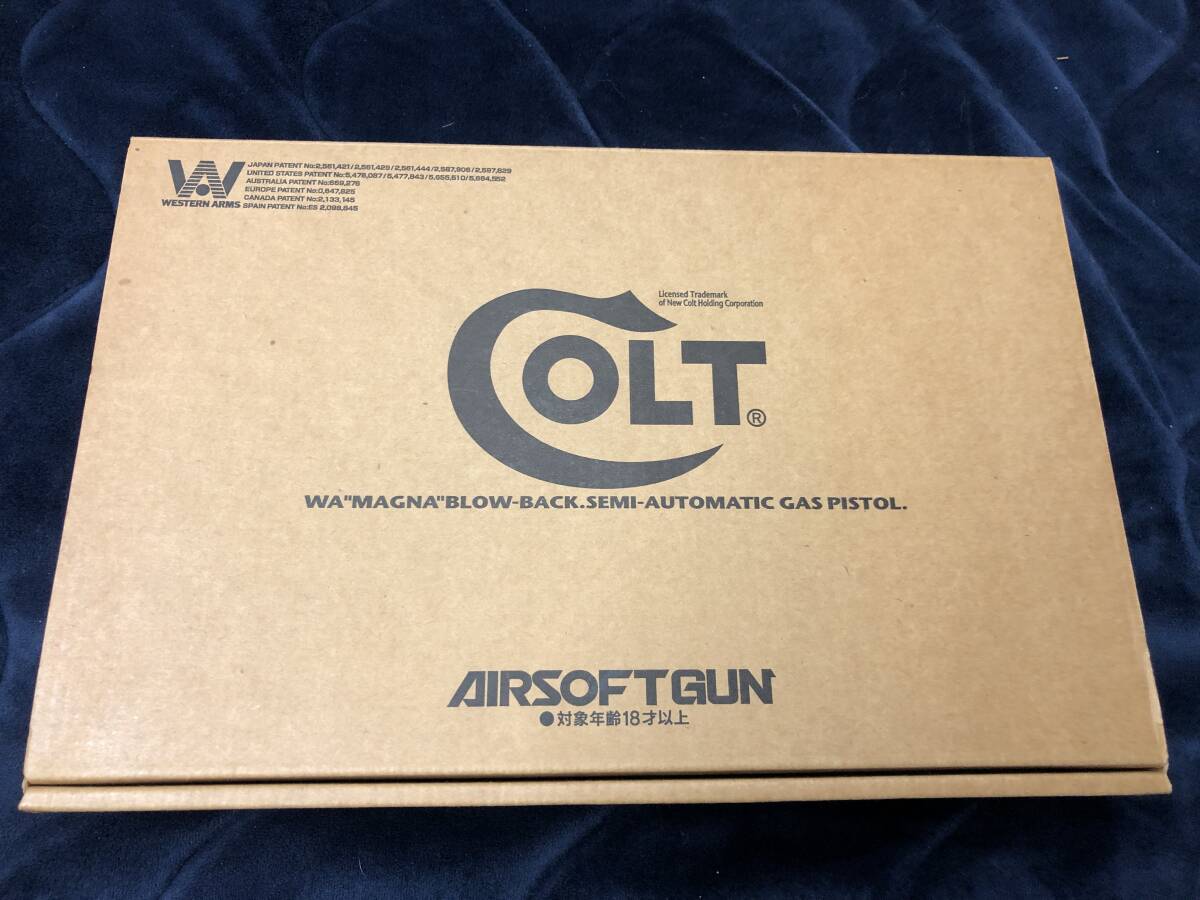 JAPAN PATENT No:2,561,421/2,561,429/2,561,444/2,587,906/2,587,829
UNITED STATES PATENT No:5,476,087/5,477,843/5,655,510/5,664,552
AUSTRALIA PATENT No:669,276
EUROPE PATENT No:0,647,825
CANADA PATENT No:2,133,145
SPAIN PATENT No:ES 2,098,845
WESTERN ARMS
Licensed Trademark
of New Colt Holding Corporation
COLT®
WA"MAGNA"BLOW-BACK.SEMI-AUTOMATIC GAS PISTOL.
AIRSOFTGUN
●対象年齢18才以上